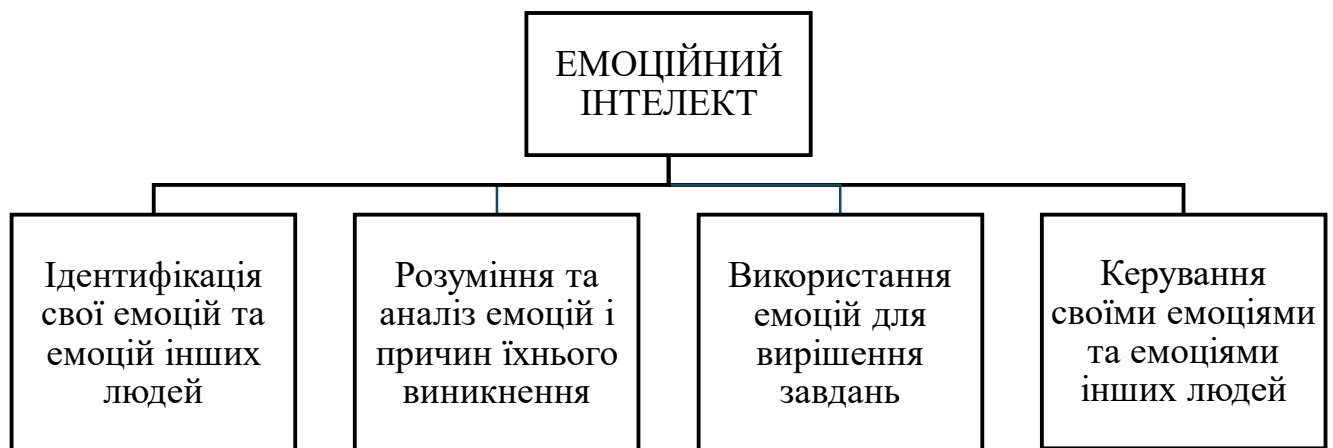 ЕМОЦІЙНИЙ
ІНТЕЛЕКТ
Ідентифікація
свої емоцій та
емоцій інших
людей
Розуміння та
аналіз емоцій і
причин їхнього
виникнення
Використання
емоцій для
вирішення
завдань
Керування
своїми емоціями
та емоціями
інших людей